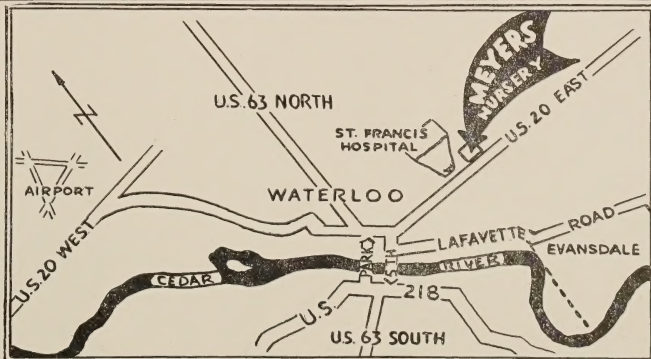 MEYERS
NURSERY
U.S. 63 NORTH
N
ST. FRANCIS
HOSPITAL
U.S. 20 EAST
AIRPORT
WATERLOO
U.S. 20 WEST
PARK
5TH
LAFAYETTE ROAD
EVANSDALE
CEDAR
RIVER
U.S. 218
U.S. 63 SOUTH